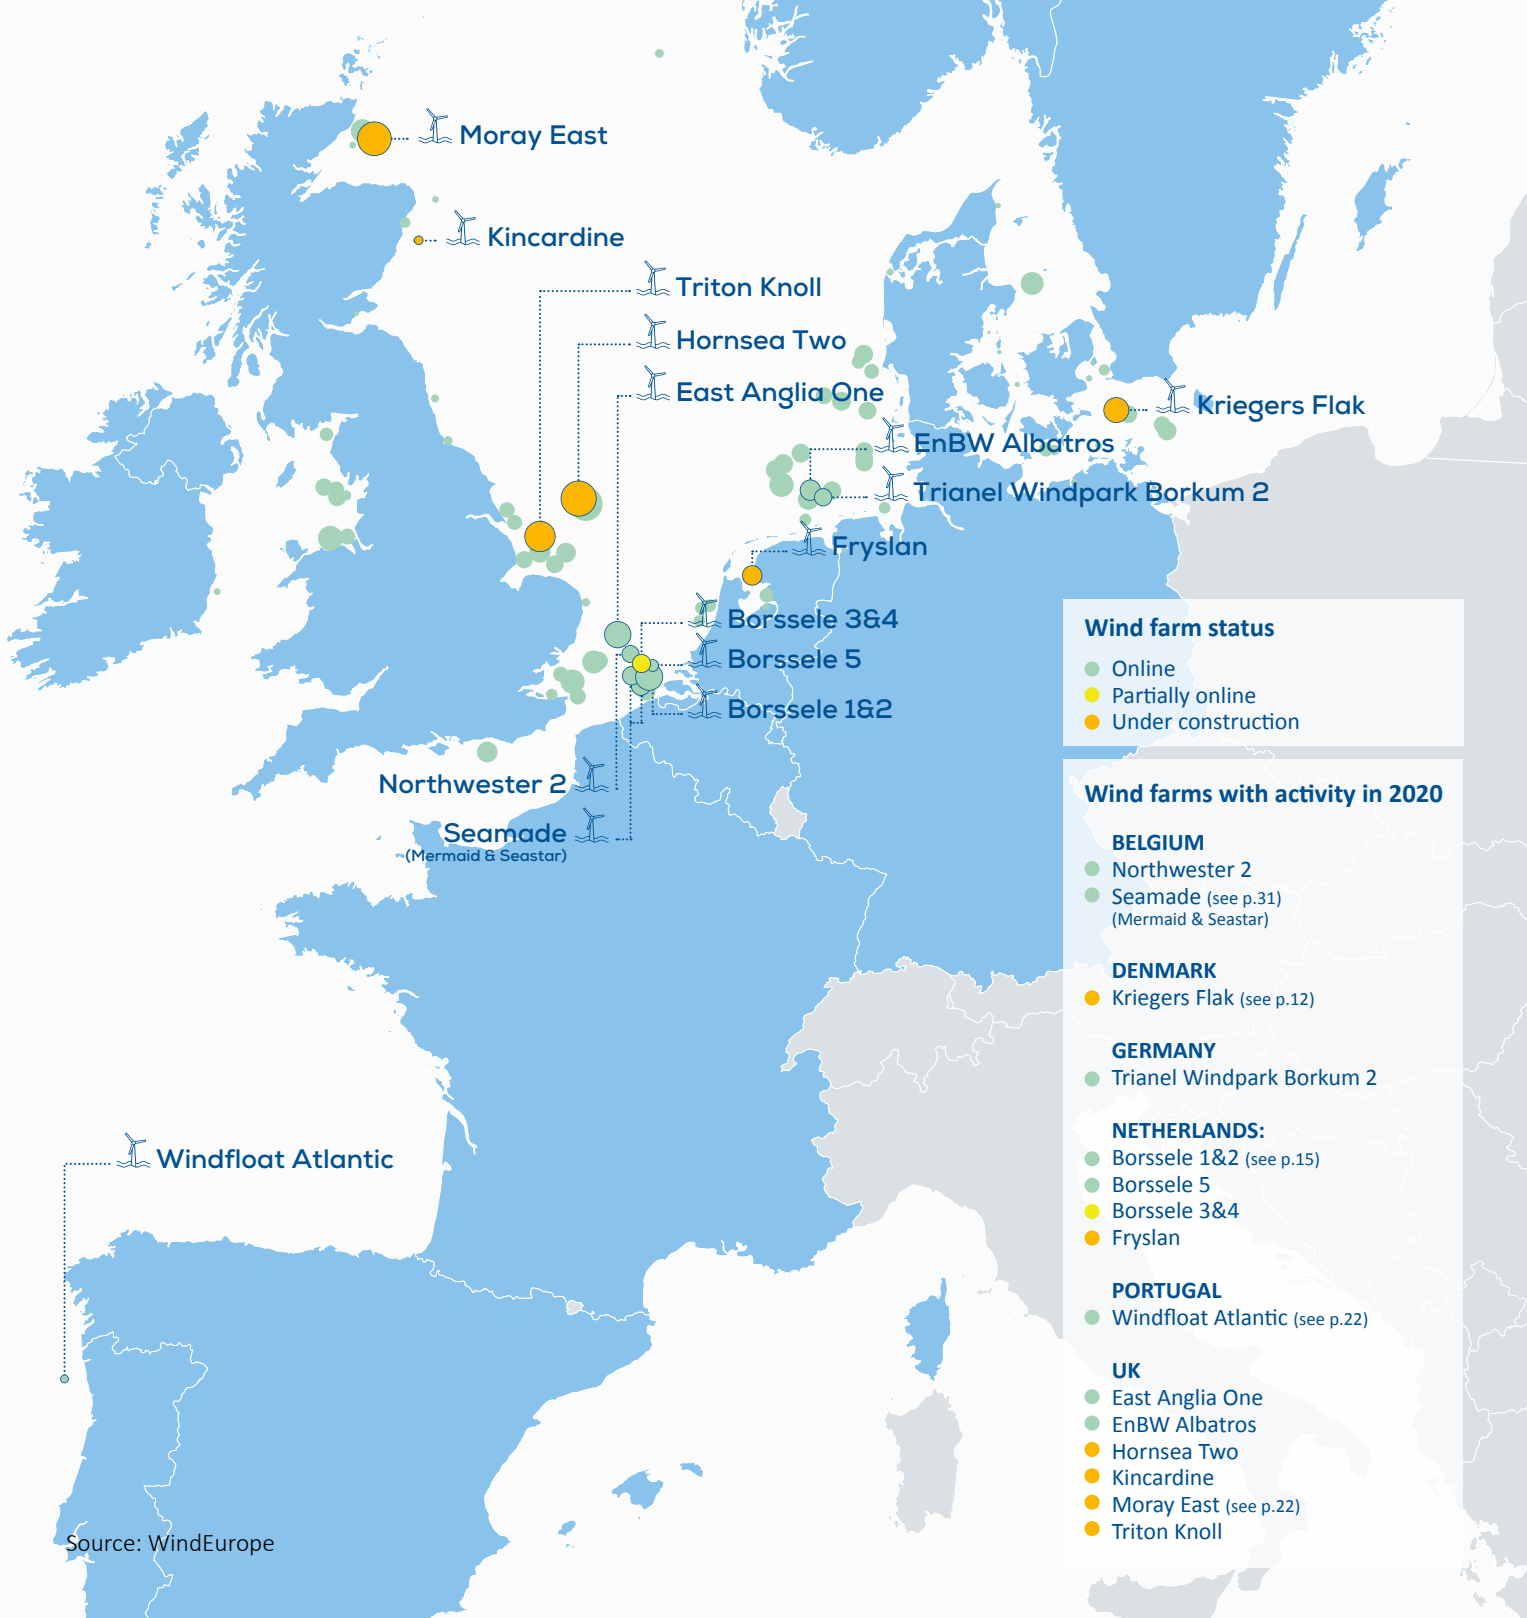 Moray East
Kincardine
Triton Knoll
Hornsea Two
East Anglia One
Kriegers Flak
EnBW Albatros
Trianel Windpark Borkum 2
Fryslan
Borssele 3&4
Borssele 5
Borssele 1&2
Northwester 2
Seamade
(Mermaid & Seastar)
Windfloat Atlantic
Source: WindEurope
Wind farm status
Online
Partially online
Under construction
Wind farms with activity in 2020
BELGIUM
Northwester 2
Seamade (see p.31)
(Mermaid & Seastar)
DENMARK
Kriegers Flak (see p.12)
GERMANY
Trianel Windpark Borkum 2
NETHERLANDS:
Borssele 1&2 (see p.15)
Borssele 5
Borssele 3&4
Fryslan
PORTUGAL
Windfloat Atlantic (see p.22)
UK
East Anglia One
EnBW Albatros
Hornsea Two
Kincardine
Moray East (see p.22)
Triton Knoll